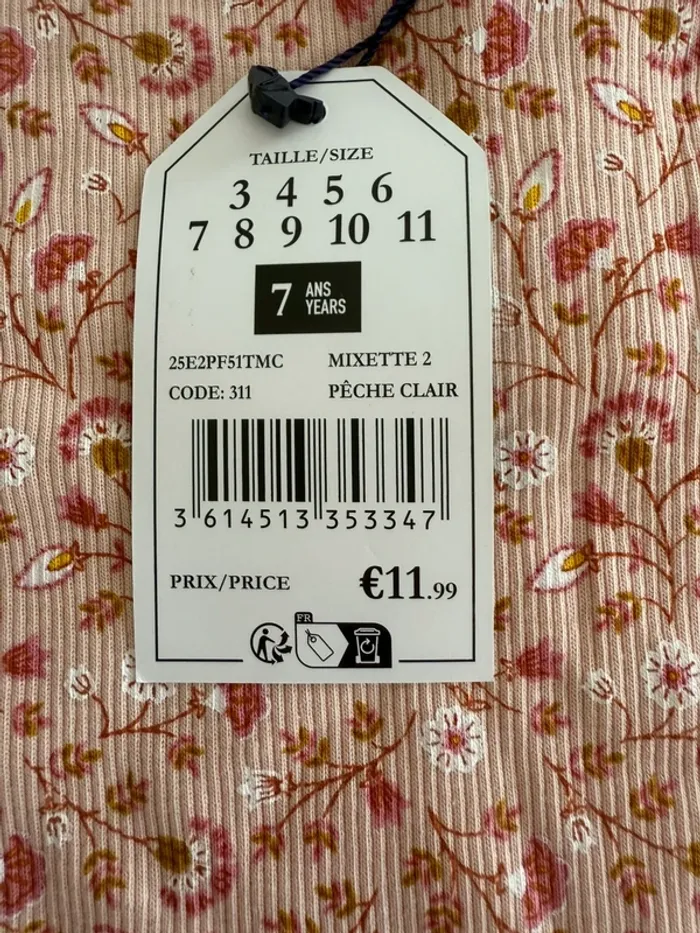 TAILLE/SIZE
3 4 5 6
7 8 9 10 11
7 ANS YEARS
25E2PF51TMC MIXETTE 2
CODE: 311 PÊCHE CLAIR
3 614513 353347
PRIX/PRICE €11.99
FR